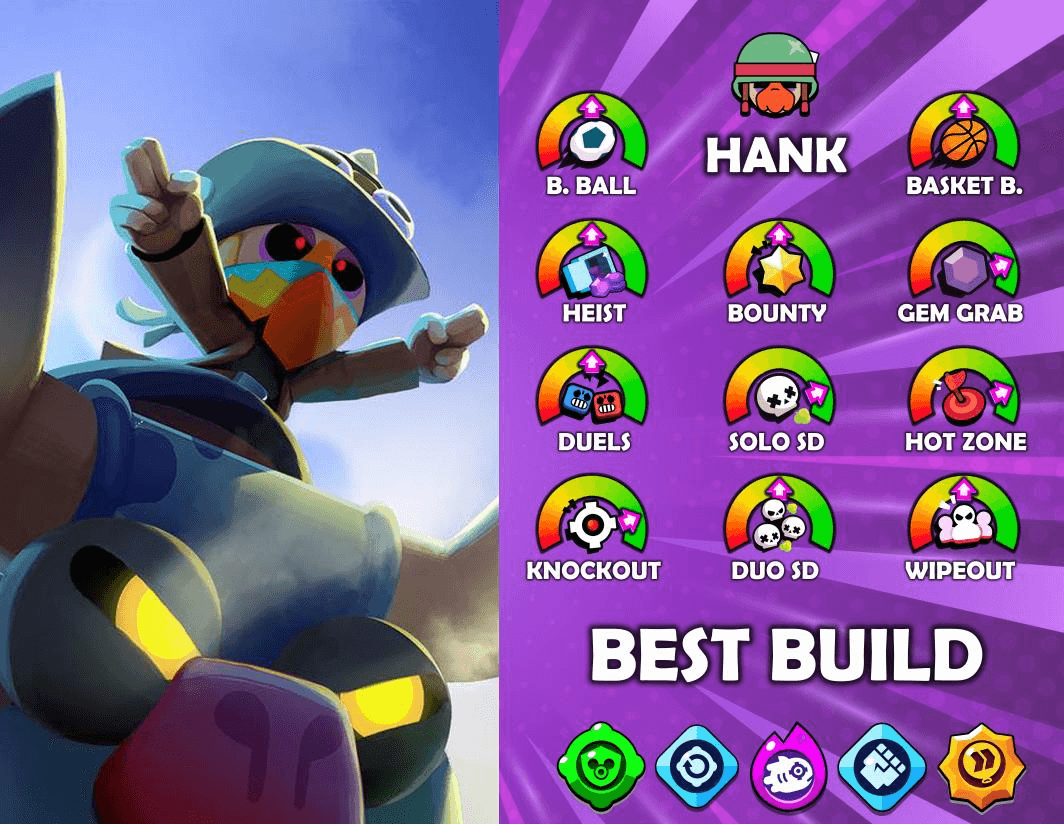 HANK
B. BALL
BASKET B.
HEIST
BOUNTY
GEM GRAB
DUELS
SOLO SD
HOT ZONE
KNOCKOUT
DUO SD
WIPEOUT
BEST BUILD